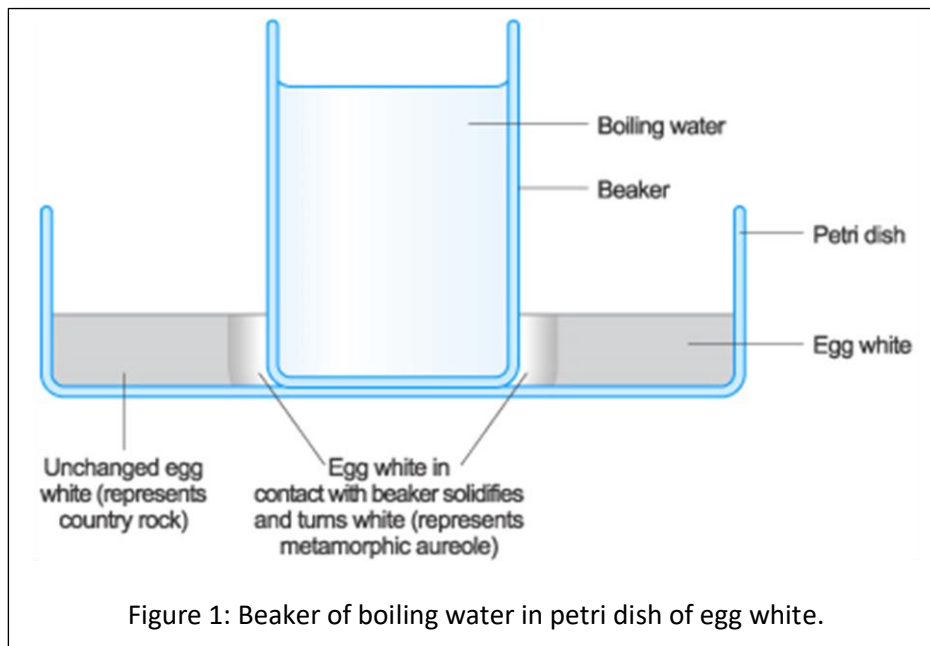 Boiling water
Beaker
Petri dish
Egg white
Unchanged egg
white (represents
country rock)
Egg white in
contact with beaker solidifies
and turns white (represents
metamorphic aureole)
Figure 1: Beaker of boiling water in petri dish of egg white.